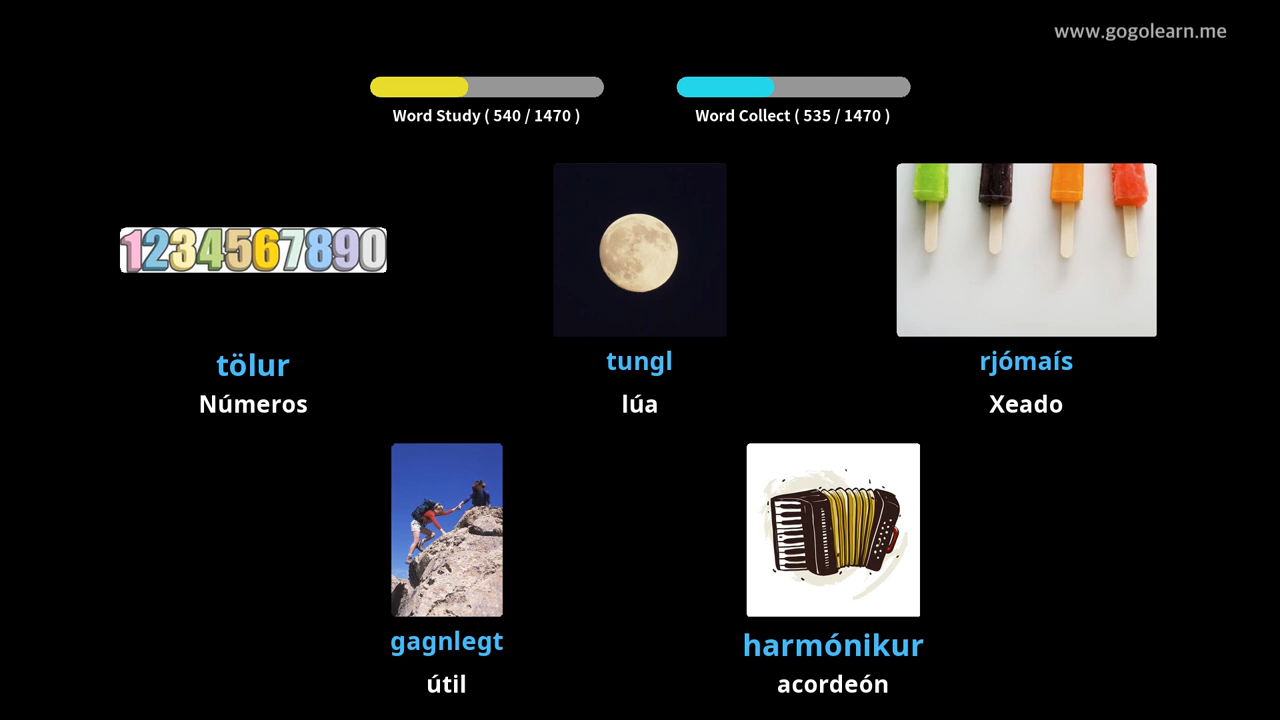 www.gogolearn.me
Word Study ( 540 / 1470 )
Word Collect ( 535 / 1470 )
1234567890
tölur
Números
tungl
lúa
rjómaís
Xeado
gagnlegt
útil
harmónikur
acordeón